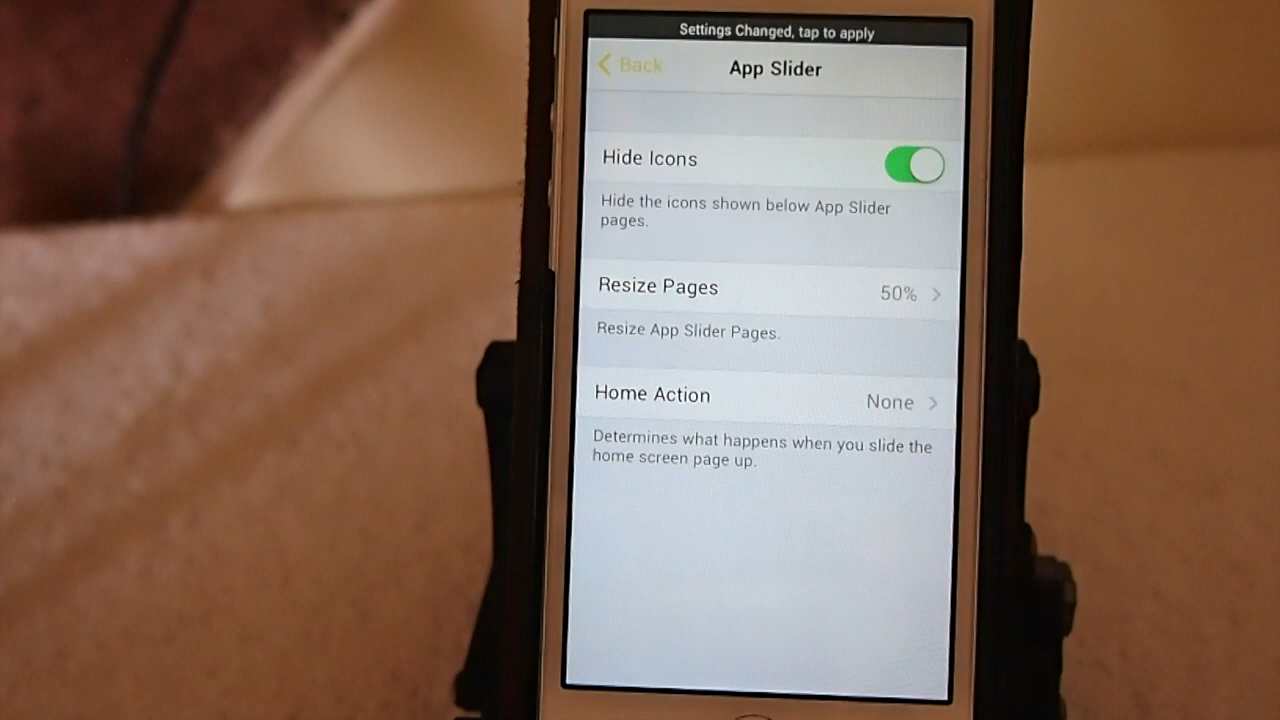 Settings Changed, tap to apply
Back
App Slider
Hide Icons
Hide the icons shown below App Slider
pages.
Resize Pages
50%
Resize App Slider Pages.
Home Action
None
Determines what happens when you slide the
home screen page up.